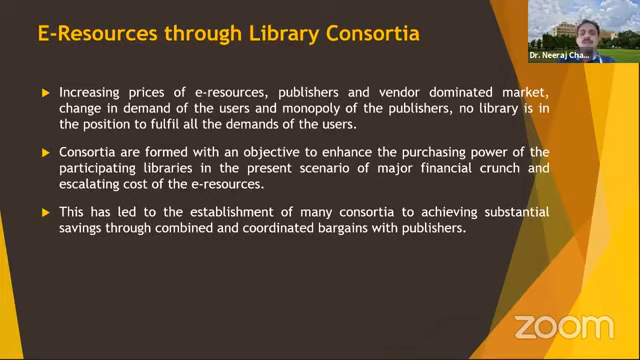 E-Resources through Library Consortia
Dr. Neeraj Cha...
Increasing prices of e-resources, publishers and vendor dominated market,
change in demand of the users and monopoly of the publishers, no library is in
the position to fulfil all the demands of the users.
Consortia are formed with an objective to enhance the purchasing power of the
participating libraries in the present scenario of major financial crunch and
escalating cost of the e-resources.
This has led to the establishment of many consortia to achieving substantial
savings through combined and coordinated bargains with publishers.
zoom